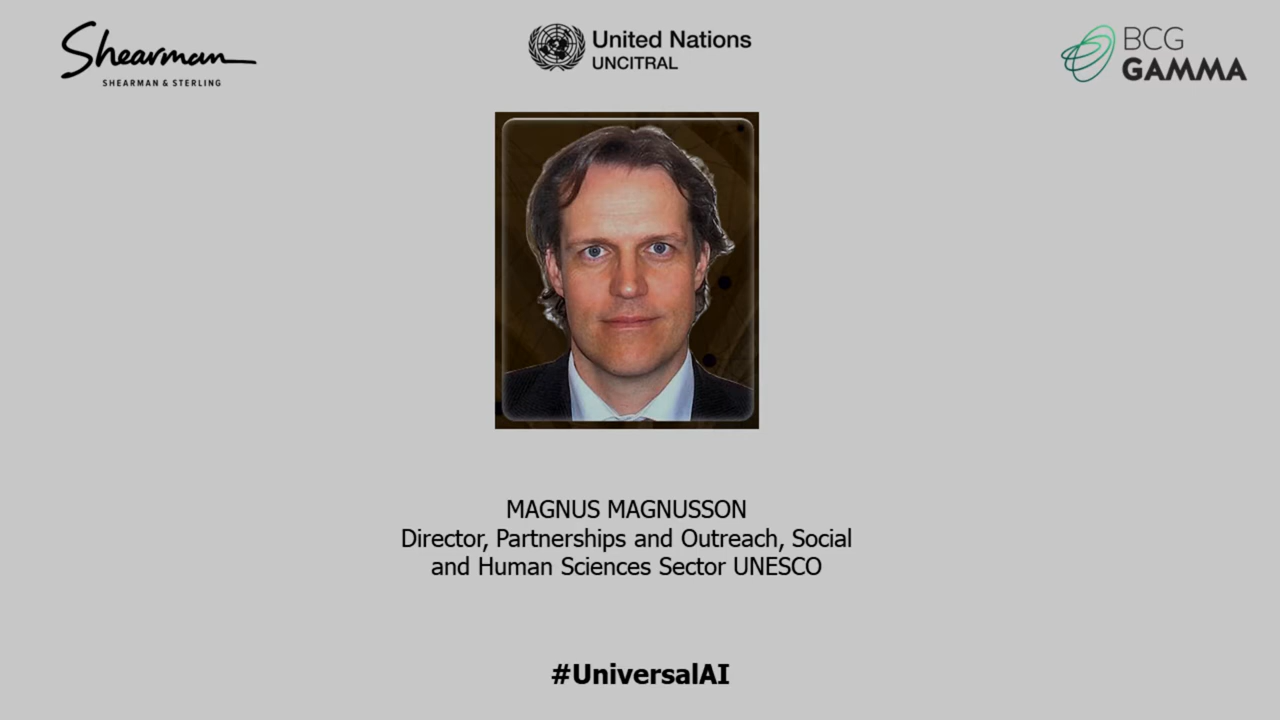 Shearman
SHEARMAN & STERLING
United Nations
UNCITRAL
BCG
GAMMA
MAGNUS MAGNUSSON
Director, Partnerships and Outreach, Social
and Human Sciences Sector UNESCO
#UniversalAI